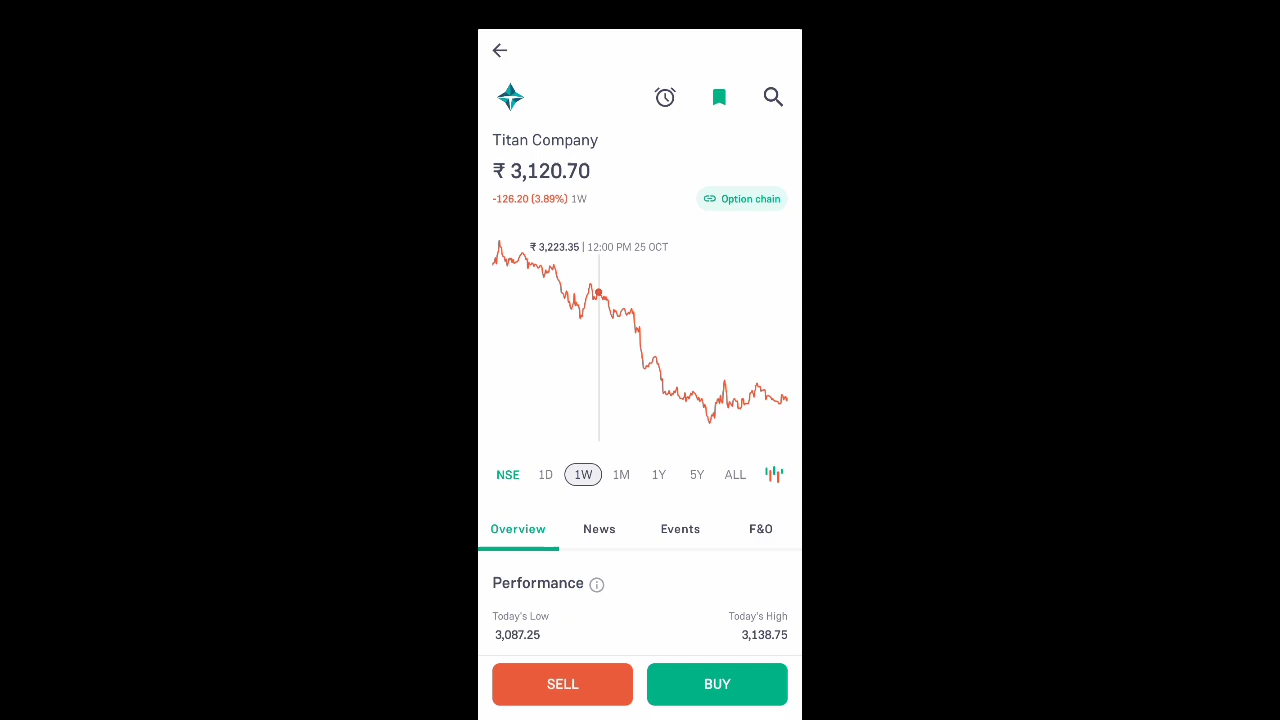 Titan Company
₹ 3,120.70
-126.20 (3.89%) 1W
Option chain
₹ 3,223.35 | 12:00 PM 25 OCT
NSE 1D 1W 1M 1Y 5Y ALL
Overview News Events F&O
Performance
Today's Low Today's High
3,087.25 3,138.75
SELL BUY